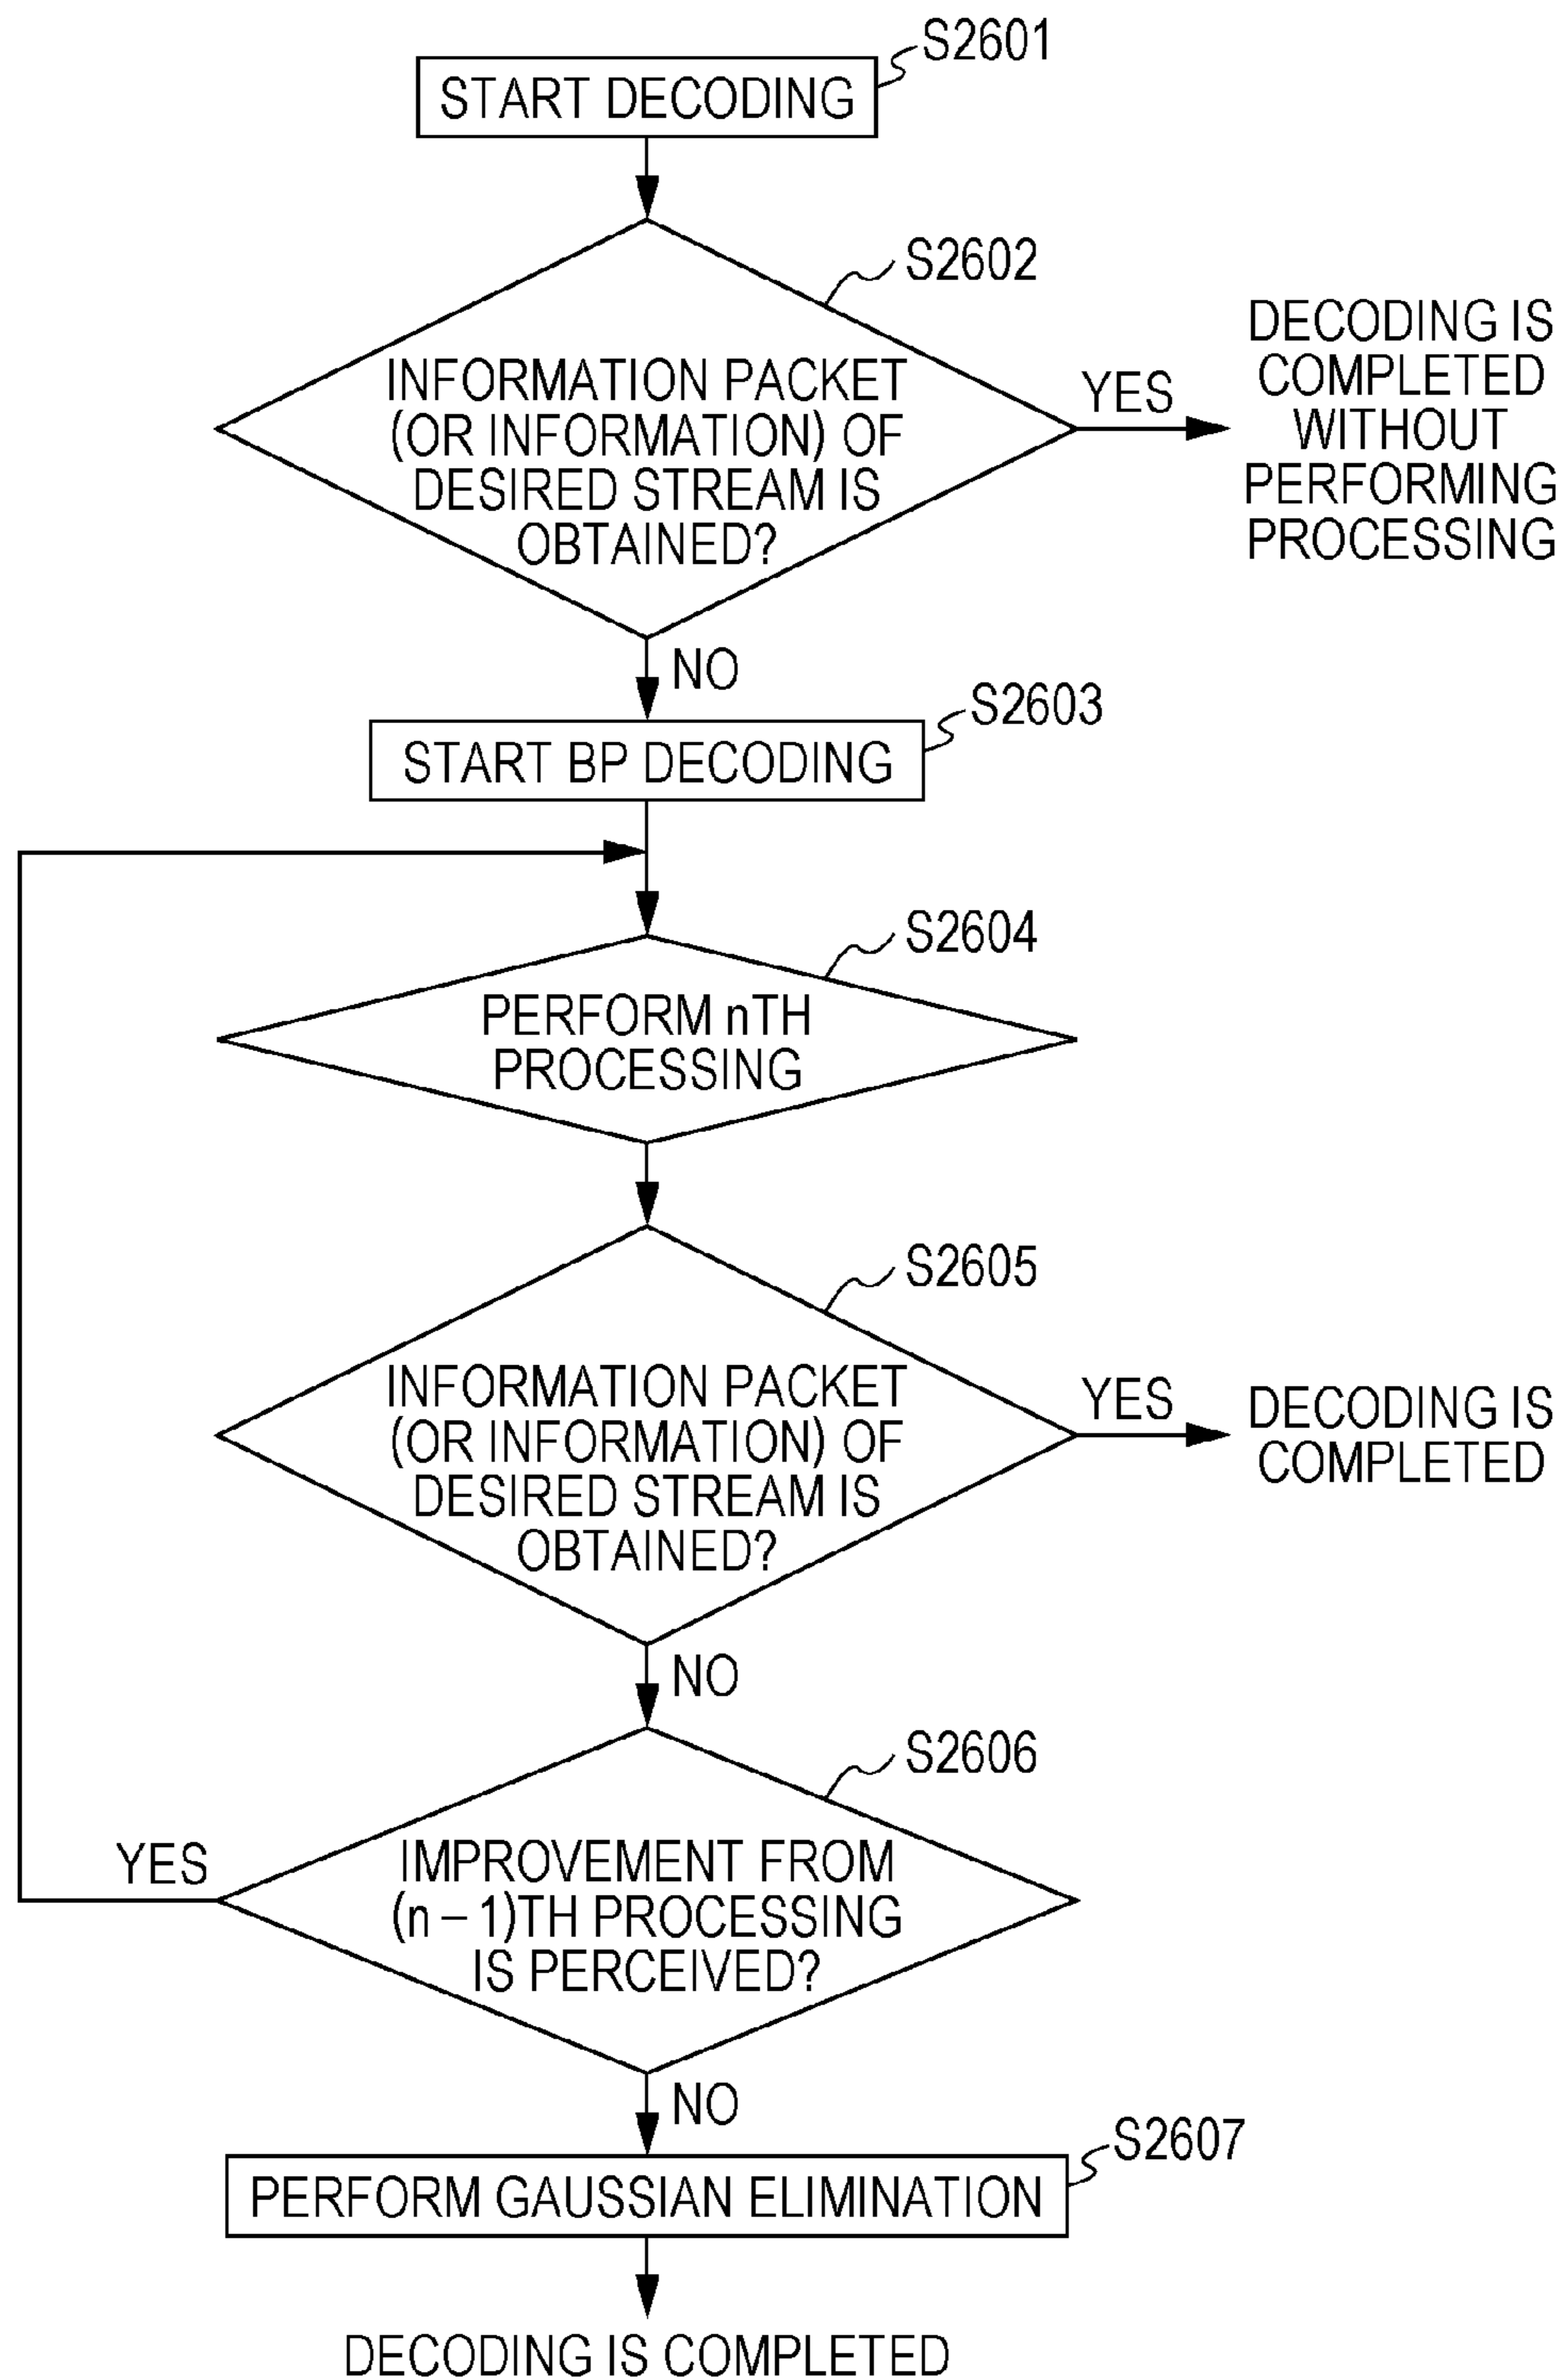 S2601
START DECODING
S2602
INFORMATION PACKET
(OR INFORMATION) OF
DESIRED STREAM IS
OBTAINED?
YES
DECODING IS
COMPLETED
WITHOUT
PERFORMING
PROCESSING
NO
S2603
START BP DECODING
S2604
PERFORM nTH
PROCESSING
S2605
INFORMATION PACKET
(OR INFORMATION) OF
DESIRED STREAM IS
OBTAINED?
YES
DECODING IS
COMPLETED
NO
S2606
YES
IMPROVEMENT FROM
(n – 1)TH PROCESSING
IS PERCEIVED?
NO
S2607
PERFORM GAUSSIAN ELIMINATION
DECODING IS COMPLETED